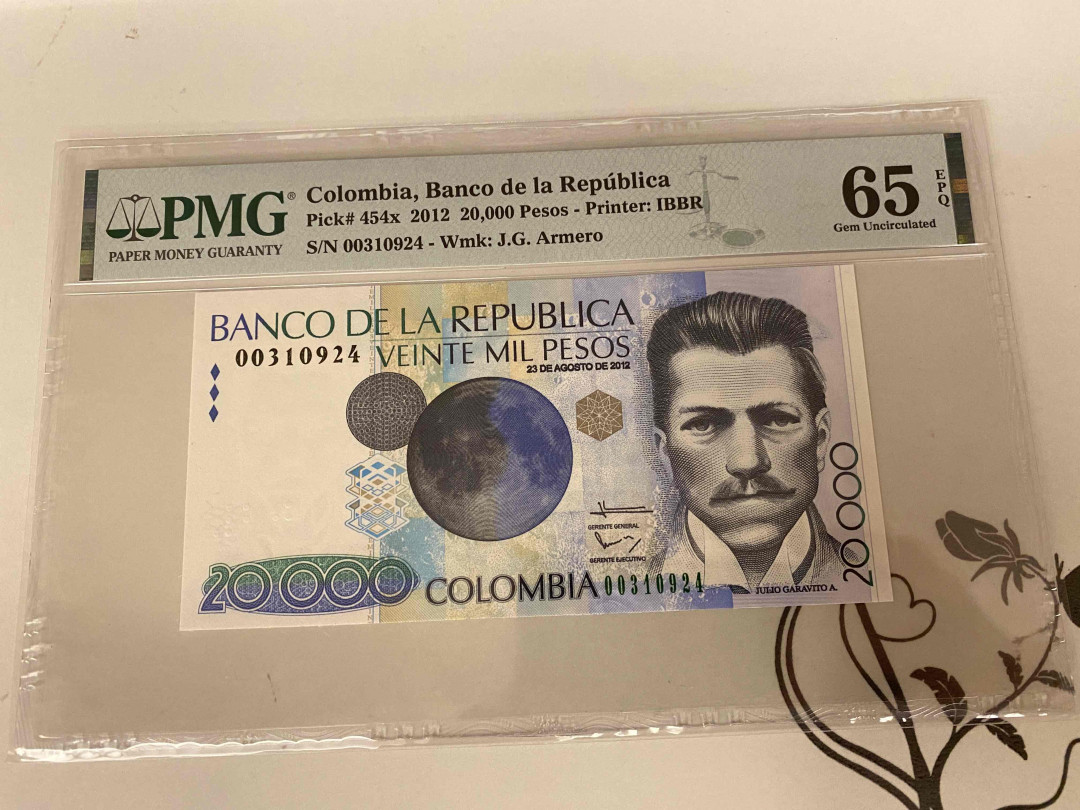 PMG®
PAPER MONEY GUARANTY
Colombia, Banco de la República
Pick# 454x 2012 20,000 Pesos - Printer: IBBR
S/N 00310924 - Wmk: J.G. Armero
65
EPQ
Gem Uncirculated
BANCO DE LA REPUBLICA
00310924 VEINTE MIL PESOS
23 DE AGOSTO DE 2012
GERENTE GENERAL
GERENTE EJECUTIVO
20 000
COLOMBIA
00310924
JULIO GARAVITO A.
20 000